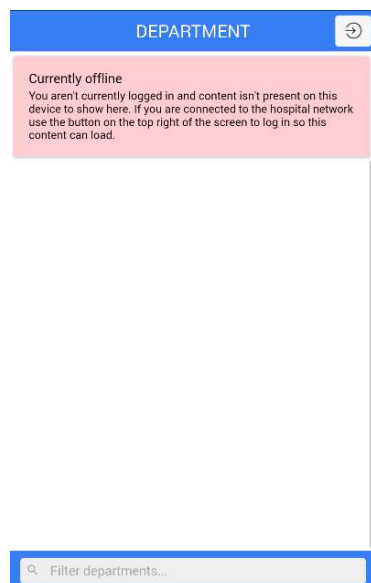 DEPARTMENT
Currently offline
You aren't currently logged in and content isn't present on this
device to show here. If you are connected to the hospital network
use the button on the top right of the screen to log in so this
content can load.
Filter departments...